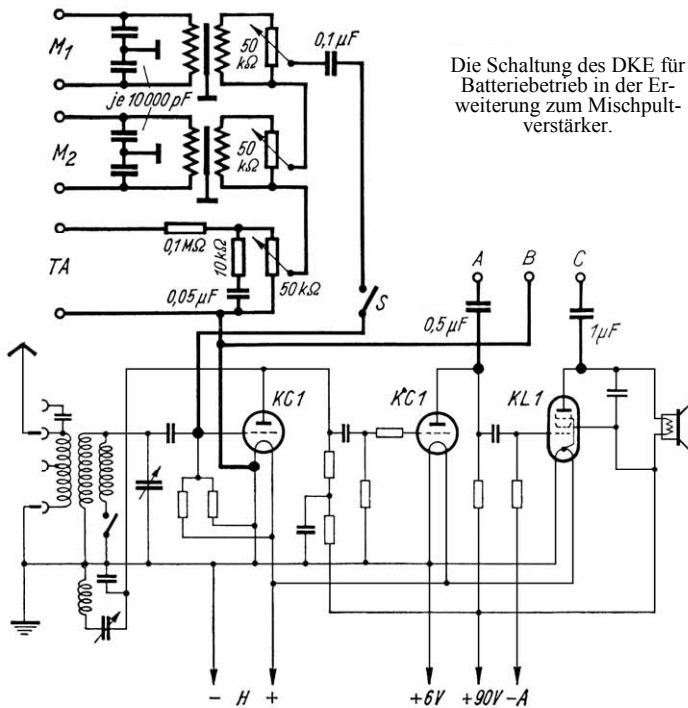 M1
je 10000 pF
50
kΩ
0,1 µF
Die Schaltung des DKE für
Batteriebetrieb in der Er-
weiterung zum Mischpult-
verstärker.
M2
50
kΩ
TA
0,1 MΩ
10 kΩ
0,05 µF
50 kΩ
S
A
B
C
0,5 µF
1 µF
KC1
KC1
KL1
- H +
+6V
+90V
-A